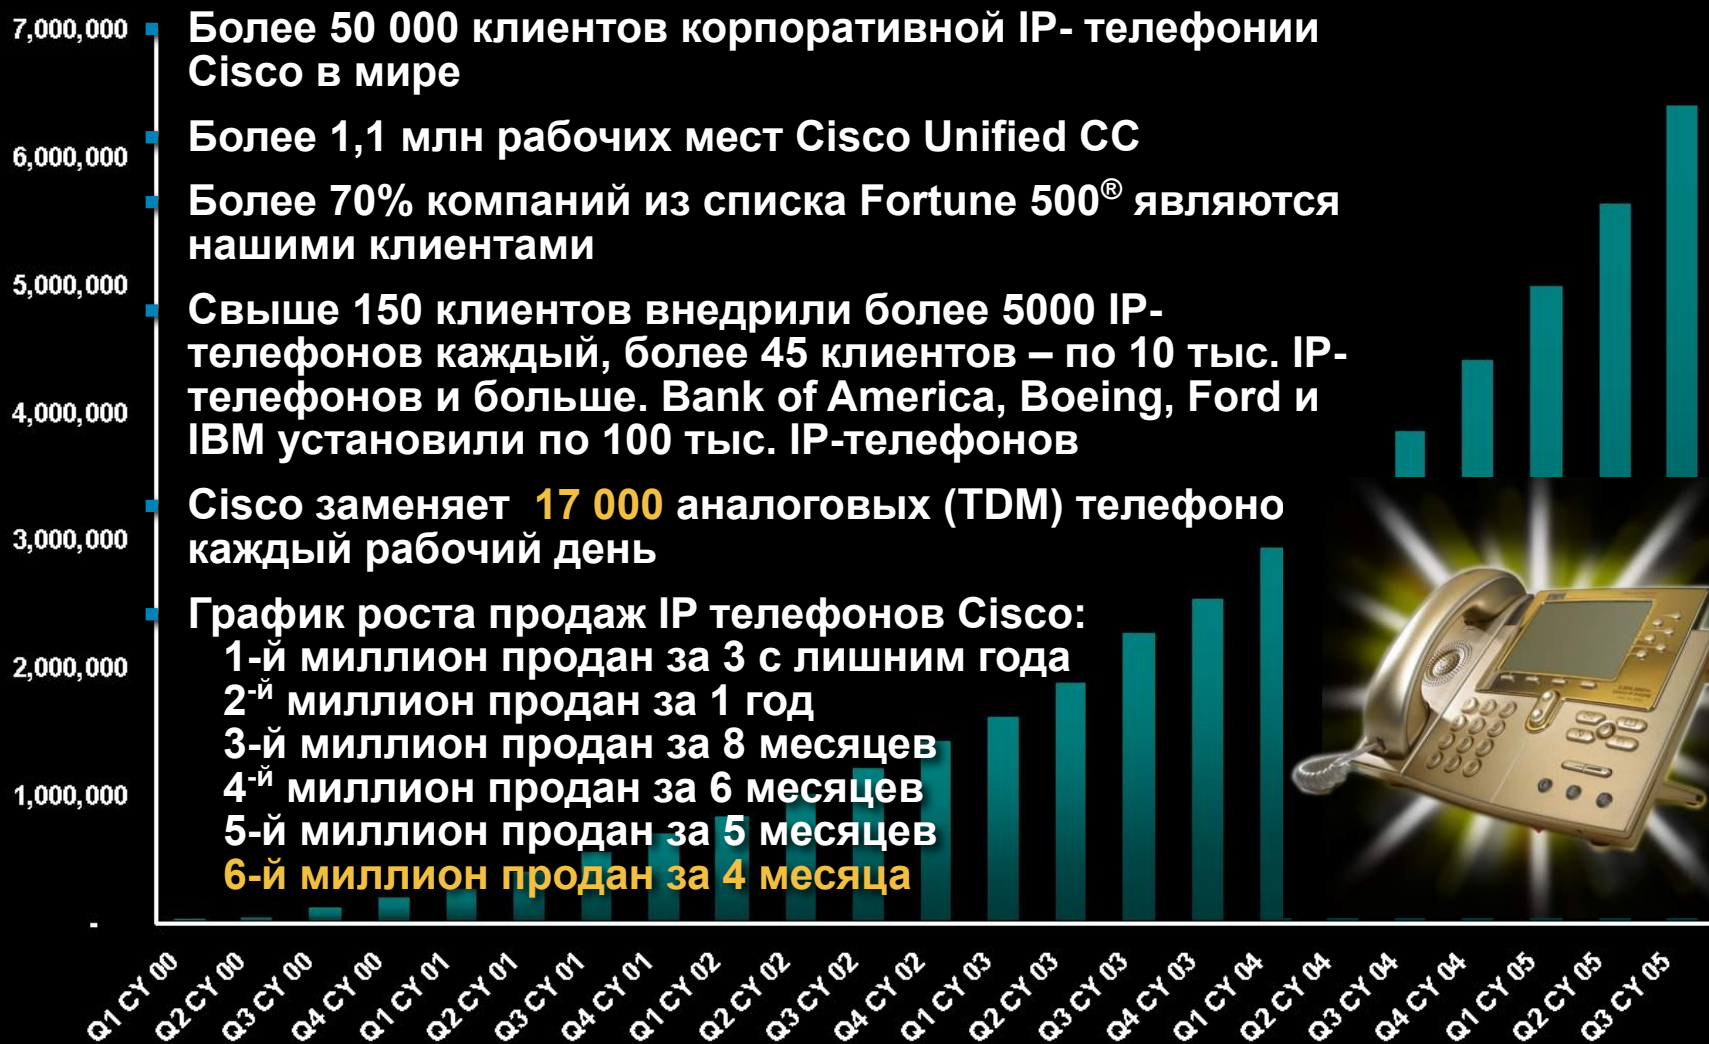 Более 50 000 клиентов корпоративной IP- телефонии
Cisco в мире
Более 1,1 млн рабочих мест Cisco Unified CC
Более 70% компаний из списка Fortune 500® являются
нашими клиентами
Свыше 150 клиентов внедрили более 5000 IP-
телефонов каждый, более 45 клиентов – по 10 тыс. IP-
телефонов и больше. Bank of America, Boeing, Ford и
IBM установили по 100 тыс. IP-телефонов
Cisco заменяет 17 000 аналоговых (TDM) телефоно
каждый рабочий день
График роста продаж IP телефонов Cisco:
1-й миллион продан за 3 с лишним года
2-й миллион продан за 1 год
3-й миллион продан за 8 месяцев
4-й миллион продан за 6 месяцев
5-й миллион продан за 5 месяцев
6-й миллион продан за 4 месяца
7,000,000
6,000,000
5,000,000
4,000,000
3,000,000
2,000,000
1,000,000
-
Q1 CY 00
Q2 CY 00
Q3 CY 00
Q4 CY 00
Q1 CY 01
Q2 CY 01
Q3 CY 01
Q4 CY 01
Q1 CY 02
Q2 CY 02
Q3 CY 02
Q4 CY 02
Q1 CY 03
Q2 CY 03
Q3 CY 03
Q4 CY 03
Q1 CY 04
Q2 CY 04
Q3 CY 04
Q4 CY 04
Q1 CY 05
Q2 CY 05
Q3 CY 05